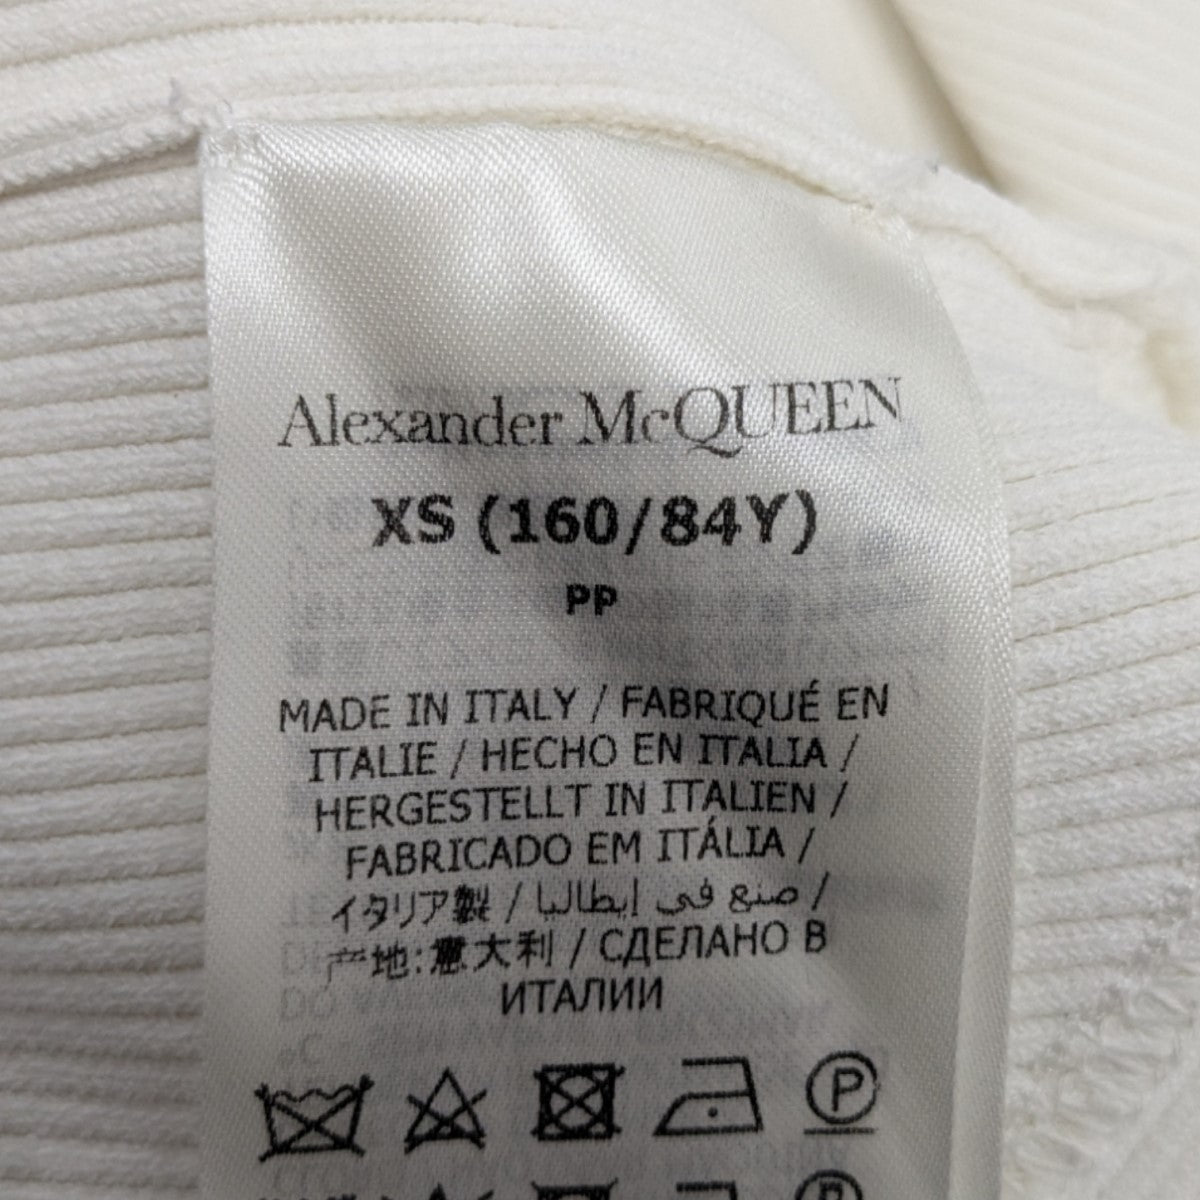 Alexander McQUEEN
XS (160/84Y)
PP
MADE IN ITALY / FABRIQUÉ EN
ITALIE / HECHO EN ITALIA /
HERGESTELLT IN ITALIEN /
FABRICADO EM ITÁLIA /
イタリア製 / صنع في إيطاليا /
产地:意大利 / СДЕЛАНО В
ИТАЛИИ
P